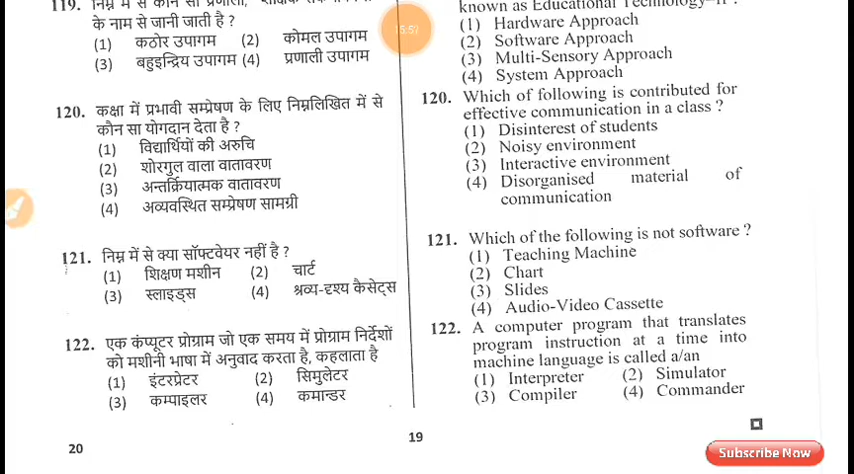 119. निम्न में से कौन सी प्रणाली,
के नाम से जानी जाती है ?
(1) कठोर उपागम (2) कोमल उपागम
(3) बहुइन्द्रिय उपागम (4) प्रणाली उपागम
120. कक्षा में प्रभावी सम्प्रेषण के लिए निम्नलिखित में से
कौन सा योगदान देता है ?
(1) विद्यार्थियों की अरुचि
(2) शोरगुल वाला वातावरण
(3) अन्तर्क्रियात्मक वातावरण
(4) अव्यवस्थित सम्प्रेषण सामग्री
121. निम्न में से क्या सॉफ्टवेयर नहीं है ?
(1) शिक्षण मशीन (2) चार्ट
(3) स्लाइड्स (4) श्रव्य-दृश्य कैसेट्स
122. एक कंप्यूटर प्रोग्राम जो एक समय में प्रोग्राम निर्देशों
को मशीनी भाषा में अनुवाद करता है, कहलाता है
(1) इंटरप्रेटर (2) सिमुलेटर
(3) कम्पाइलर (4) कमान्डर
20
known as Educational Technology-II ?
(1) Hardware Approach
(2) Software Approach
(3) Multi-Sensory Approach
(4) System Approach
120. Which of following is contributed for
effective communication in a class ?
(1) Disinterest of students
(2) Noisy environment
(3) Interactive environment
(4) Disorganised material of
communication
121. Which of the following is not software ?
(1) Teaching Machine
(2) Chart
(3) Slides
(4) Audio-Video Cassette
122. A computer program that translates
program instruction at a time into
machine language is called a/an
(1) Interpreter (2) Simulator
(3) Compiler (4) Commander
19
Subscribe Now